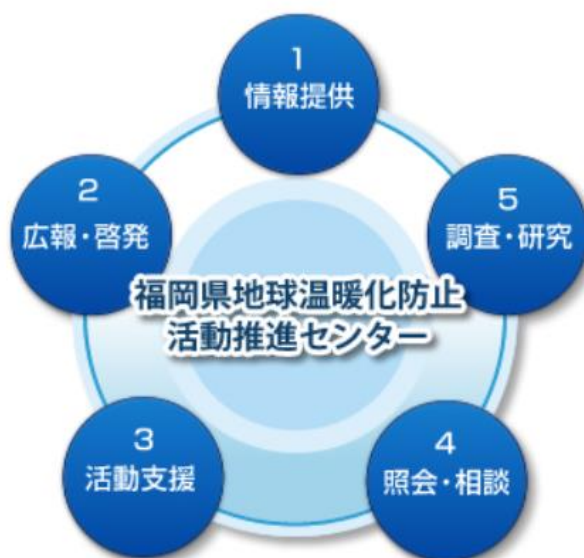 1
情報提供
2
広報・啓発
5
調査・研究
福岡県地球温暖化防止
活動推進センター
3
活動支援
4
照会・相談